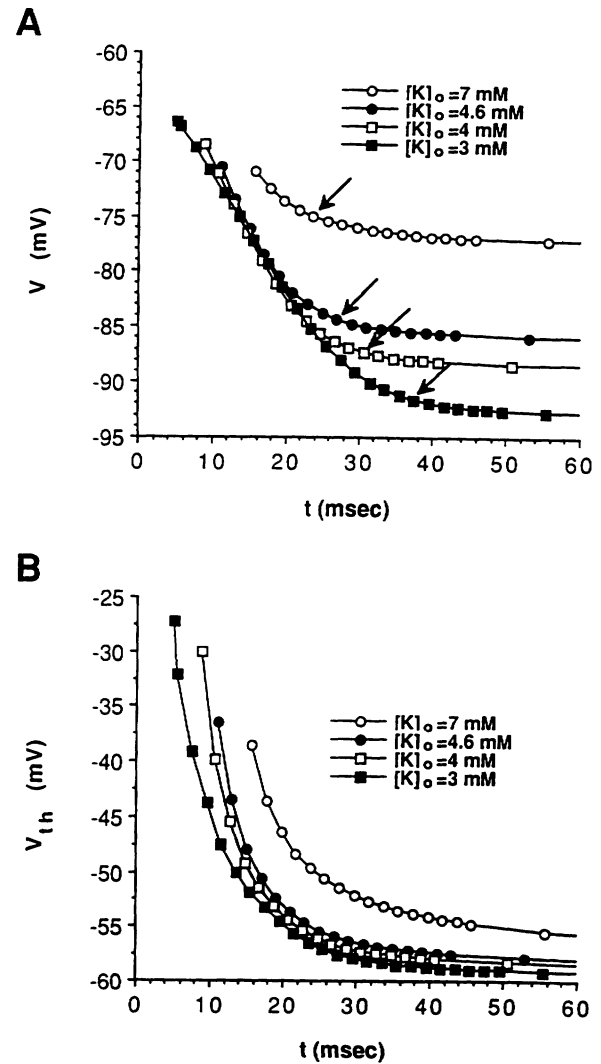 A
-60
-65
-70
-75
-80
-85
-90
-95
V (mV)
[K]o=7 mM
[K]o=4.6 mM
[K]o=4 mM
[K]o=3 mM
0 10 20 30 40 50 60
t (msec)
B
-25
-30
-35
-40
-45
-50
-55
-60
Vth (mV)
[K]o=7 mM
[K]o=4.6 mM
[K]o=4 mM
[K]o=3 mM
0 10 20 30 40 50 60
t (msec)